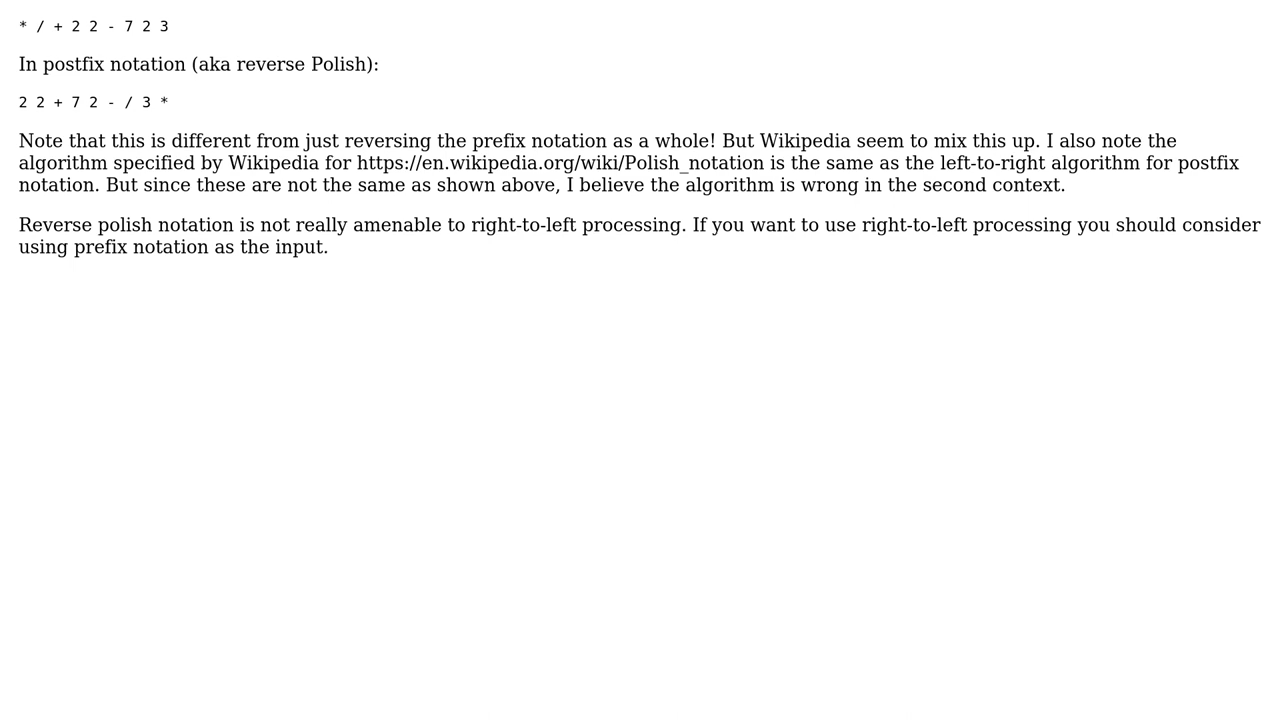 * / + 2 2 - 7 2 3
In postfix notation (aka reverse Polish):
2 2 + 7 2 - / 3 *
Note that this is different from just reversing the prefix notation as a whole! But Wikipedia seem to mix this up. I also note the
algorithm specified by Wikipedia for https://en.wikipedia.org/wiki/Polish_notation is the same as the left-to-right algorithm for postfix
notation. But since these are not the same as shown above, I believe the algorithm is wrong in the second context.
Reverse polish notation is not really amenable to right-to-left processing. If you want to use right-to-left processing you should consider
using prefix notation as the input.